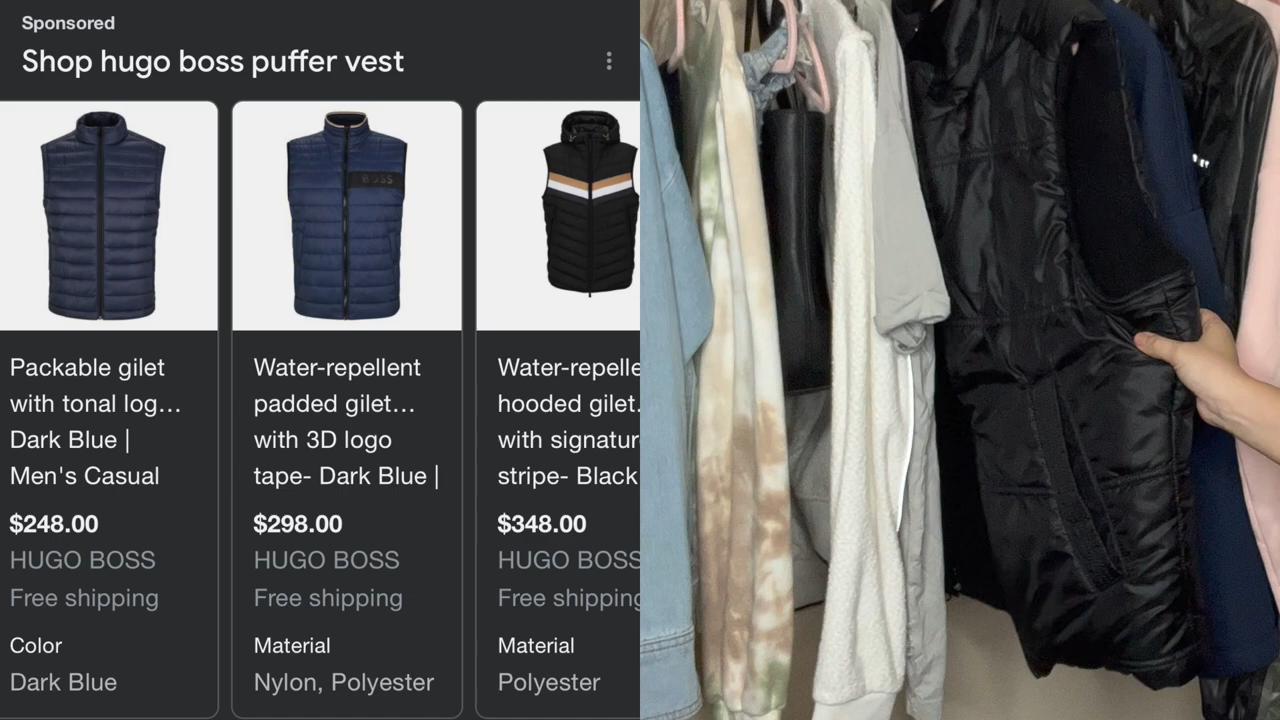 Sponsored
Shop hugo boss puffer vest
BOSS
Packable gilet
with tonal log...
Dark Blue |
Men's Casual
$248.00
HUGO BOSS
Free shipping
Color
Dark Blue
Water-repellent
padded gilet...
with 3D logo
tape- Dark Blue |
$298.00
HUGO BOSS
Free shipping
Material
Nylon, Polyester
Water-repelle
hooded gilet.
with signatur
stripe- Black
$348.00
HUGO BOSS
Free shipping
Material
Polyester